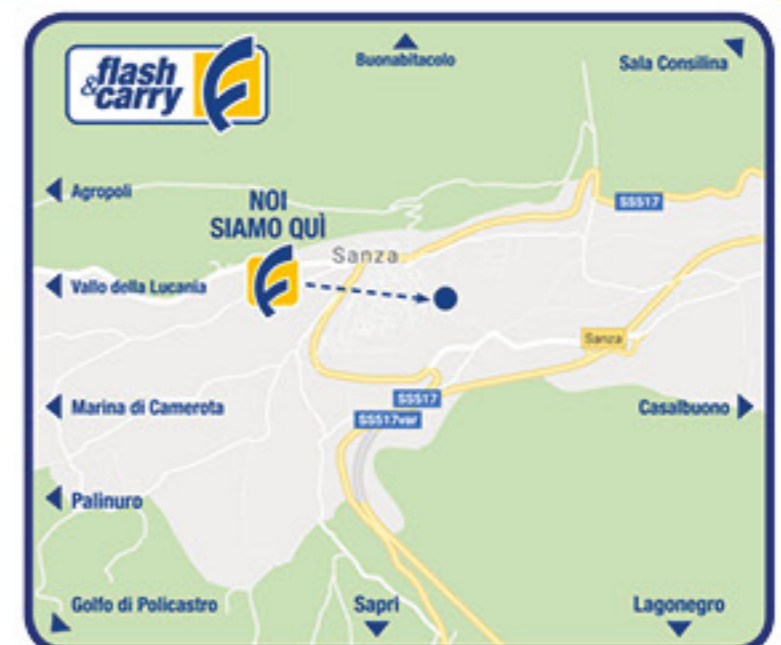 flash
&carry
Buonabitacolo
Sala Consilina
Agropoli
SS517
NOI
SIAMO QUÌ
Sanza
Vallo della Lucania
Sanza
SS517
Marina di Camerota
Casalbuono
SS517var
Palinuro
Golfo di Policastro
Sapri
Lagonegro